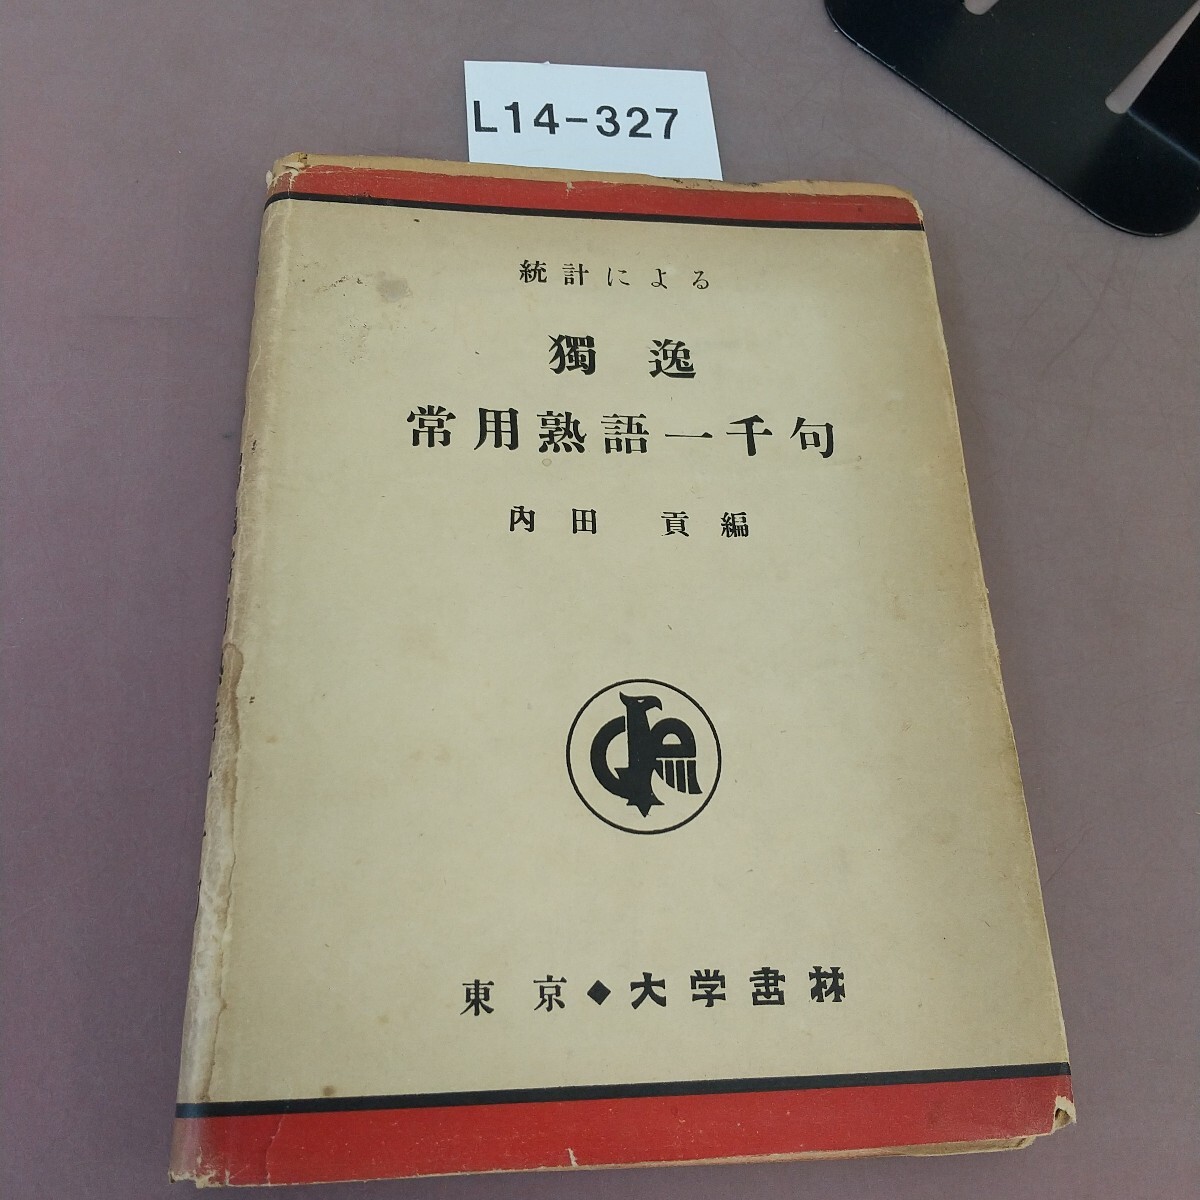 L14-327
統計による
獨逸
常用熟語一千句
内田 貢編
東京◆大学書林